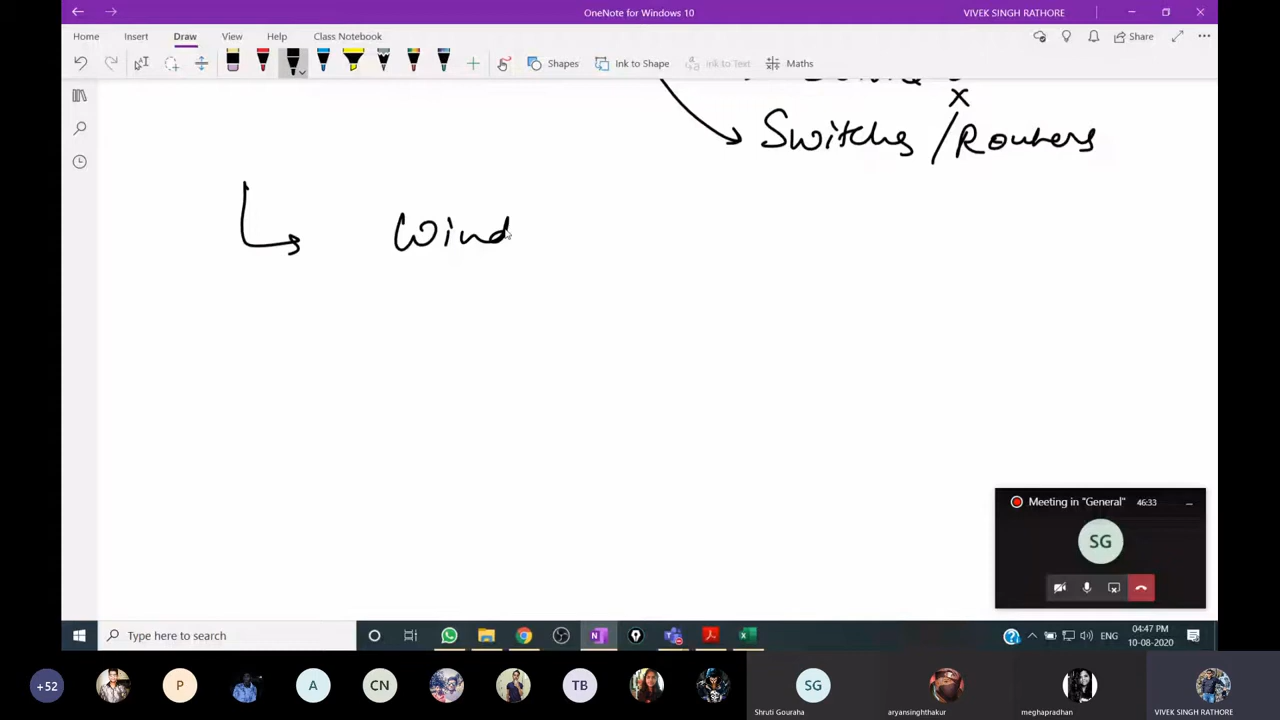 OneNote for Windows 10
VIVEK SINGH RATHORE
Home Insert Draw View Help Class Notebook
Share
Shapes Ink to Shape Ink to Text Maths
x
Switches / Routers
Wind
Meeting in "General" 46:33
SG
Type here to search
ENG
04:47 PM
10-08-2020
+52 P A CN TB SG
Shruti Gouraha aryansinghthakur meghapradhan VIVEK SINGH RATHORE